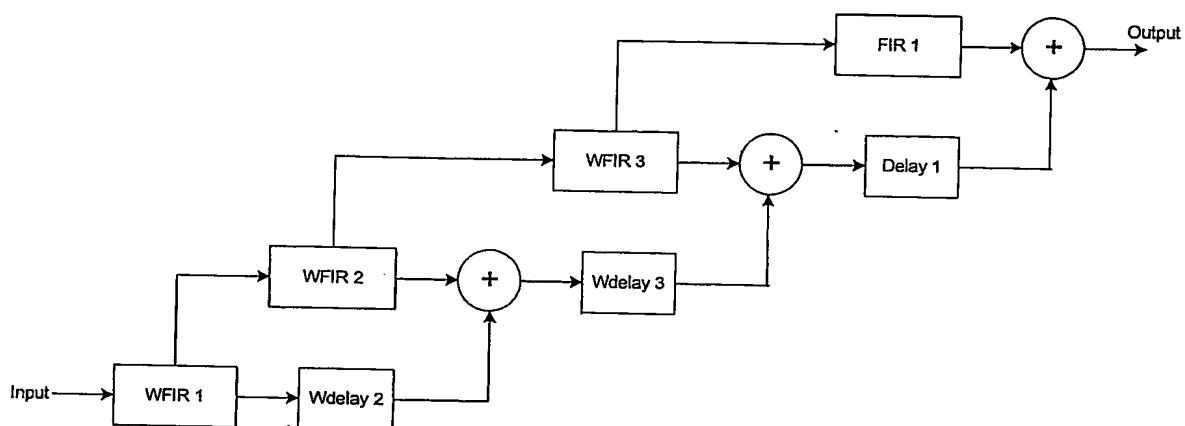 Output
FIR 1
+
WFIR 3
+
Delay 1
WFIR 2
+
Wdelay 3
Input
WFIR 1
Wdelay 2